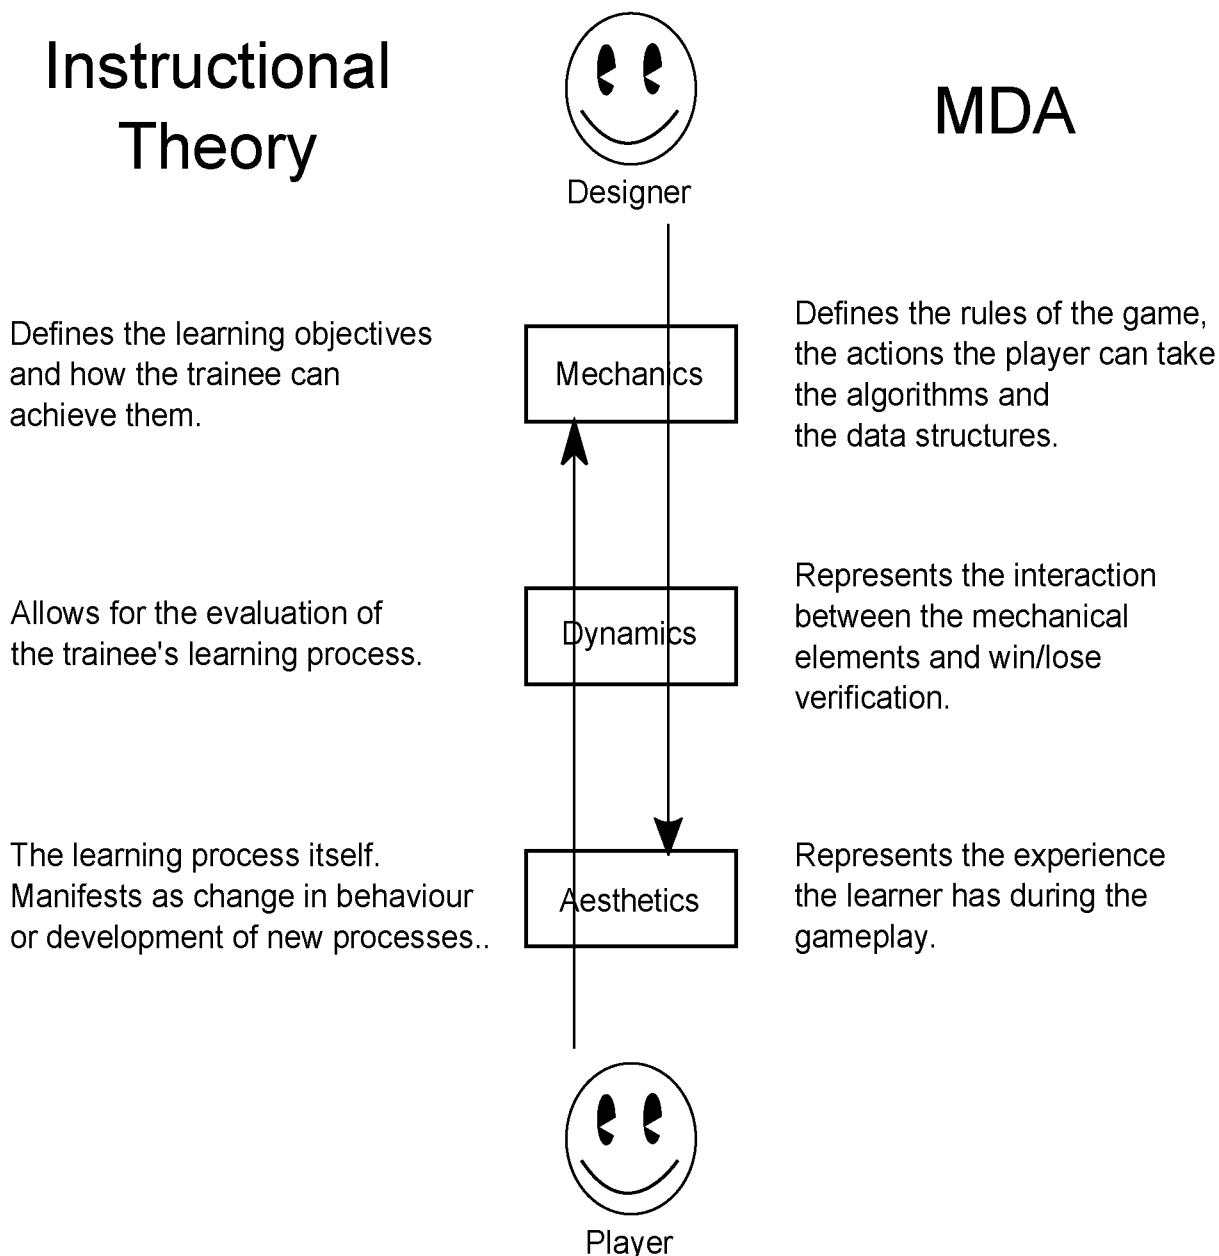 Instructional
Theory
Designer
MDA
Defines the learning objectives
and how the trainee can
achieve them.
Mechanics
Defines the rules of the game,
the actions the player can take
the algorithms and
the data structures.
Allows for the evaluation of
the trainee's learning process.
Dynamics
Represents the interaction
between the mechanical
elements and win/lose
verification.
The learning process itself.
Manifests as change in behaviour
or development of new processes..
Aesthetics
Represents the experience
the learner has during the
gameplay.
Player